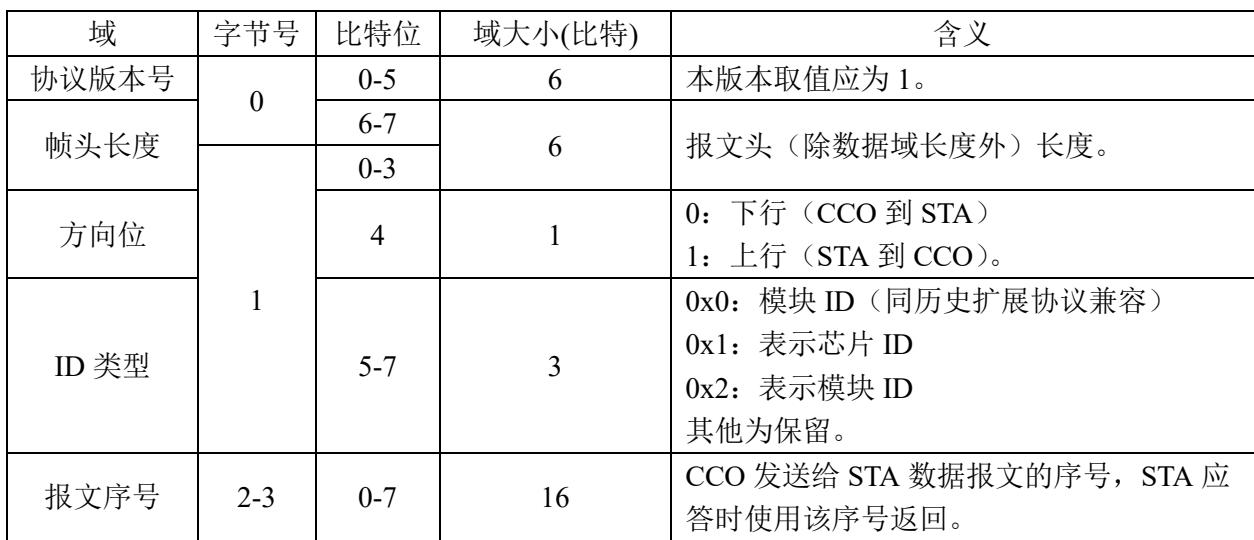 域 字节号 比特位 域大小(比特) 含义
协议版本号 0 0-5 6 本版本取值应为 1。
帧头长度 6-7 6 报文头（除数据域长度外）长度。
1 0-3
方向位 4 1 0：下行（CCO 到 STA）
1：上行（STA 到 CCO）。
ID 类型 5-7 3 0x0：模块 ID（同历史扩展协议兼容）
0x1：表示芯片 ID
0x2：表示模块 ID
其他为保留。
报文序号 2-3 0-7 16 CCO 发送给 STA 数据报文的序号，STA 应
答时使用该序号返回。